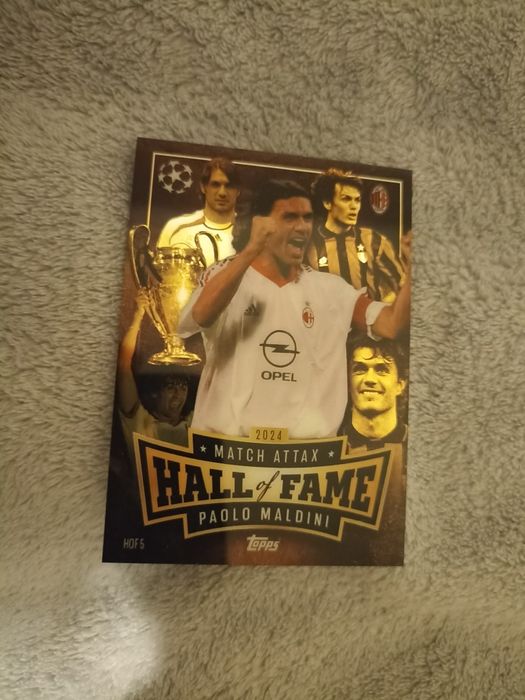 OPEL
2024
MATCH ATTAX
HALL of FAME
PAOLO MALDINI
HOF 5
topps